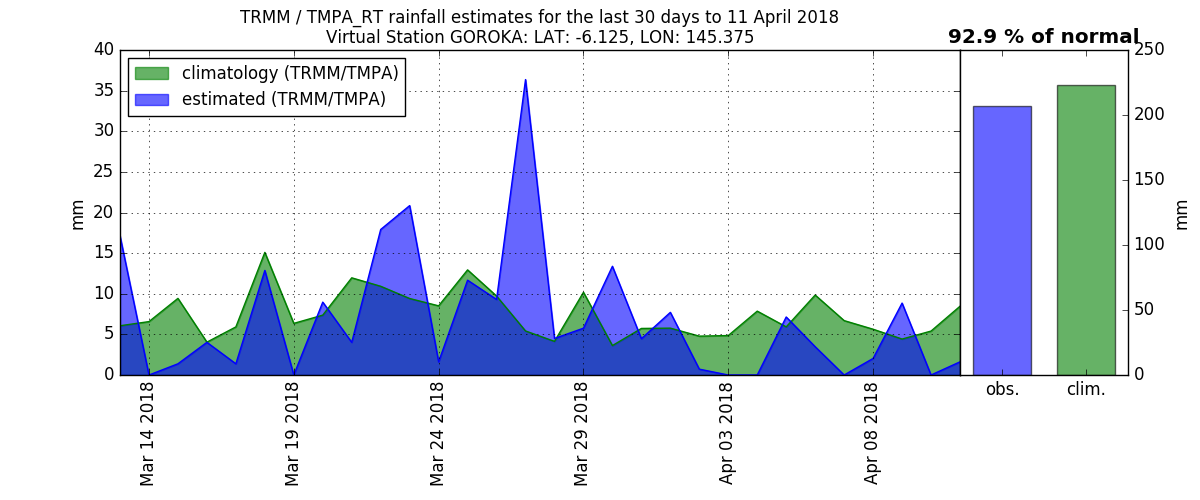 TRMM / TMPA_RT rainfall estimates for the last 30 days to 11 April 2018
Virtual Station GOROKA: LAT: -6.125, LON: 145.375
92.9 % of normal
climatology (TRMM/TMPA)
estimated (TRMM/TMPA)
40
35
30
25
20
15
10
5
0
mm
Mar 14 2018
Mar 19 2018
Mar 24 2018
Mar 29 2018
Apr 03 2018
Apr 08 2018
250
200
150
100
50
0
mm
obs.
clim.